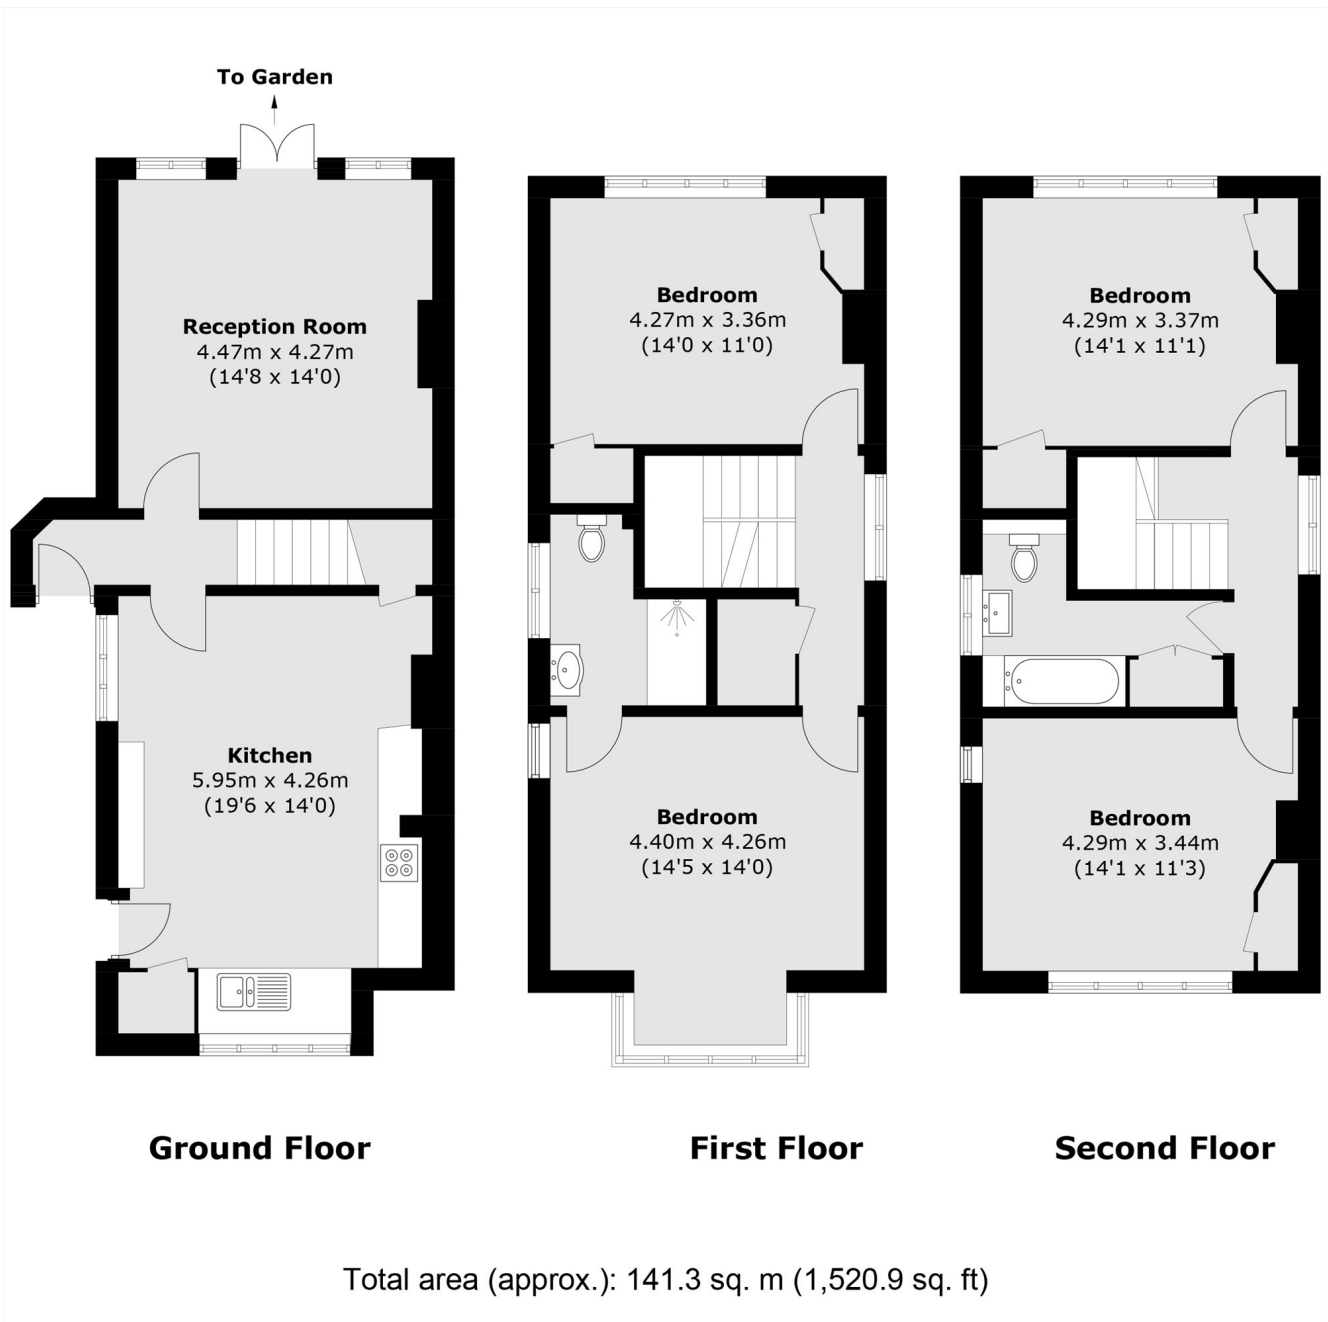 To Garden
Reception Room
4.47m x 4.27m
(14'8 x 14'0)
Kitchen
5.95m x 4.26m
(19'6 x 14'0)
Ground Floor
Bedroom
4.27m x 3.36m
(14'0 x 11'0)
Bedroom
4.40m x 4.26m
(14'5 x 14'0)
First Floor
Bedroom
4.29m x 3.37m
(14'1 x 11'1)
Bedroom
4.29m x 3.44m
(14'1 x 11'3)
Second Floor
Total area (approx.): 141.3 sq. m (1,520.9 sq. ft)